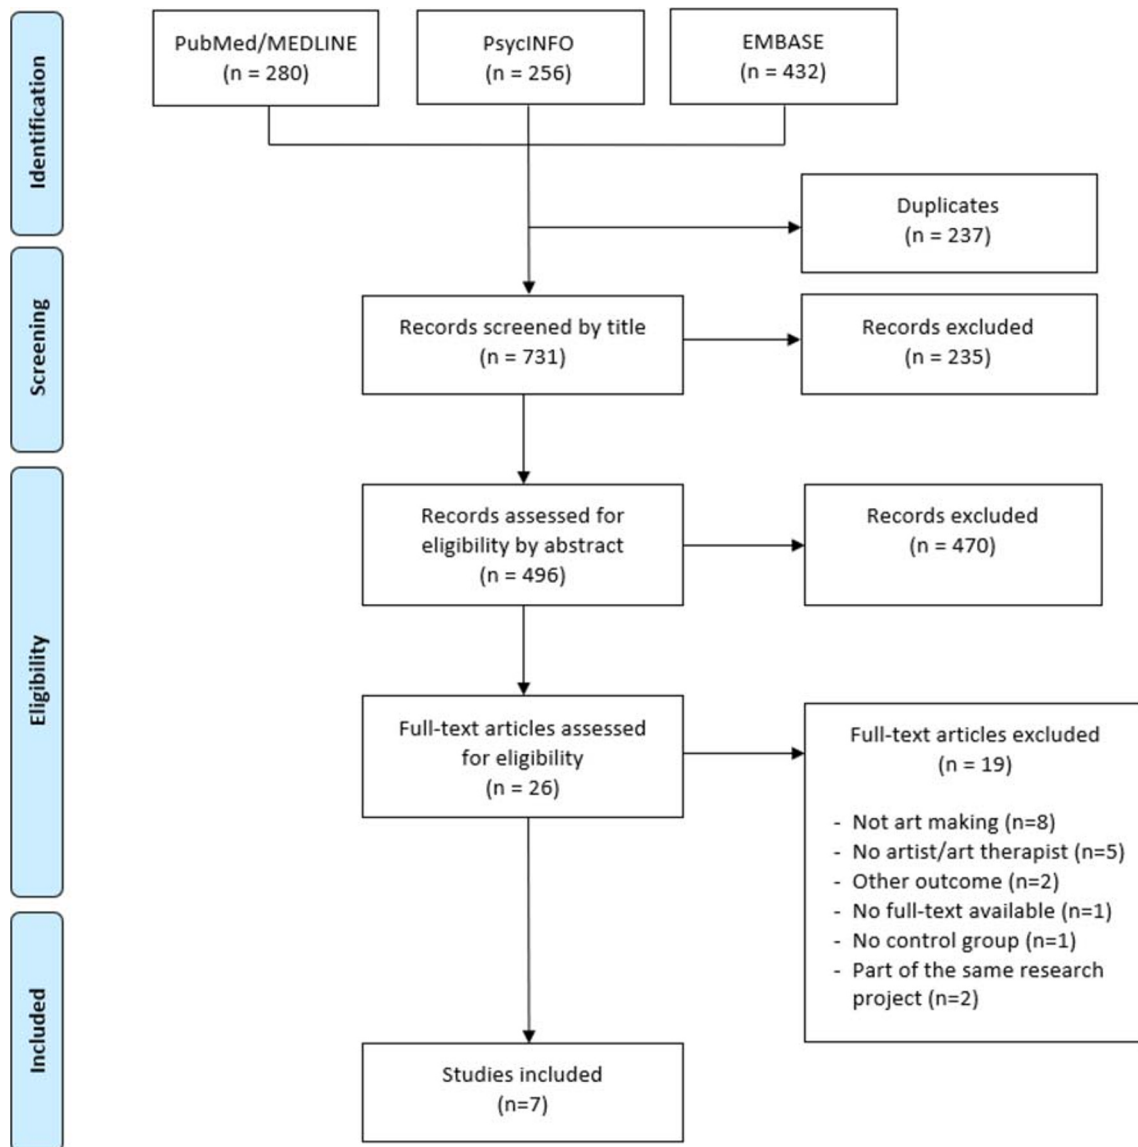 Identification
PubMed/MEDLINE
(n = 280)
PsycINFO
(n = 256)
EMBASE
(n = 432)
Duplicates
(n = 237)
Screening
Records screened by title
(n = 731)
Records excluded
(n = 235)
Eligibility
Records assessed for
eligibility by abstract
(n = 496)
Records excluded
(n = 470)
Full-text articles assessed
for eligibility
(n = 26)
Full-text articles excluded
(n = 19)
- Not art making (n=8)
- No artist/art therapist (n=5)
- Other outcome (n=2)
- No full-text available (n=1)
- No control group (n=1)
- Part of the same research
project (n=2)
Included
Studies included
(n=7)